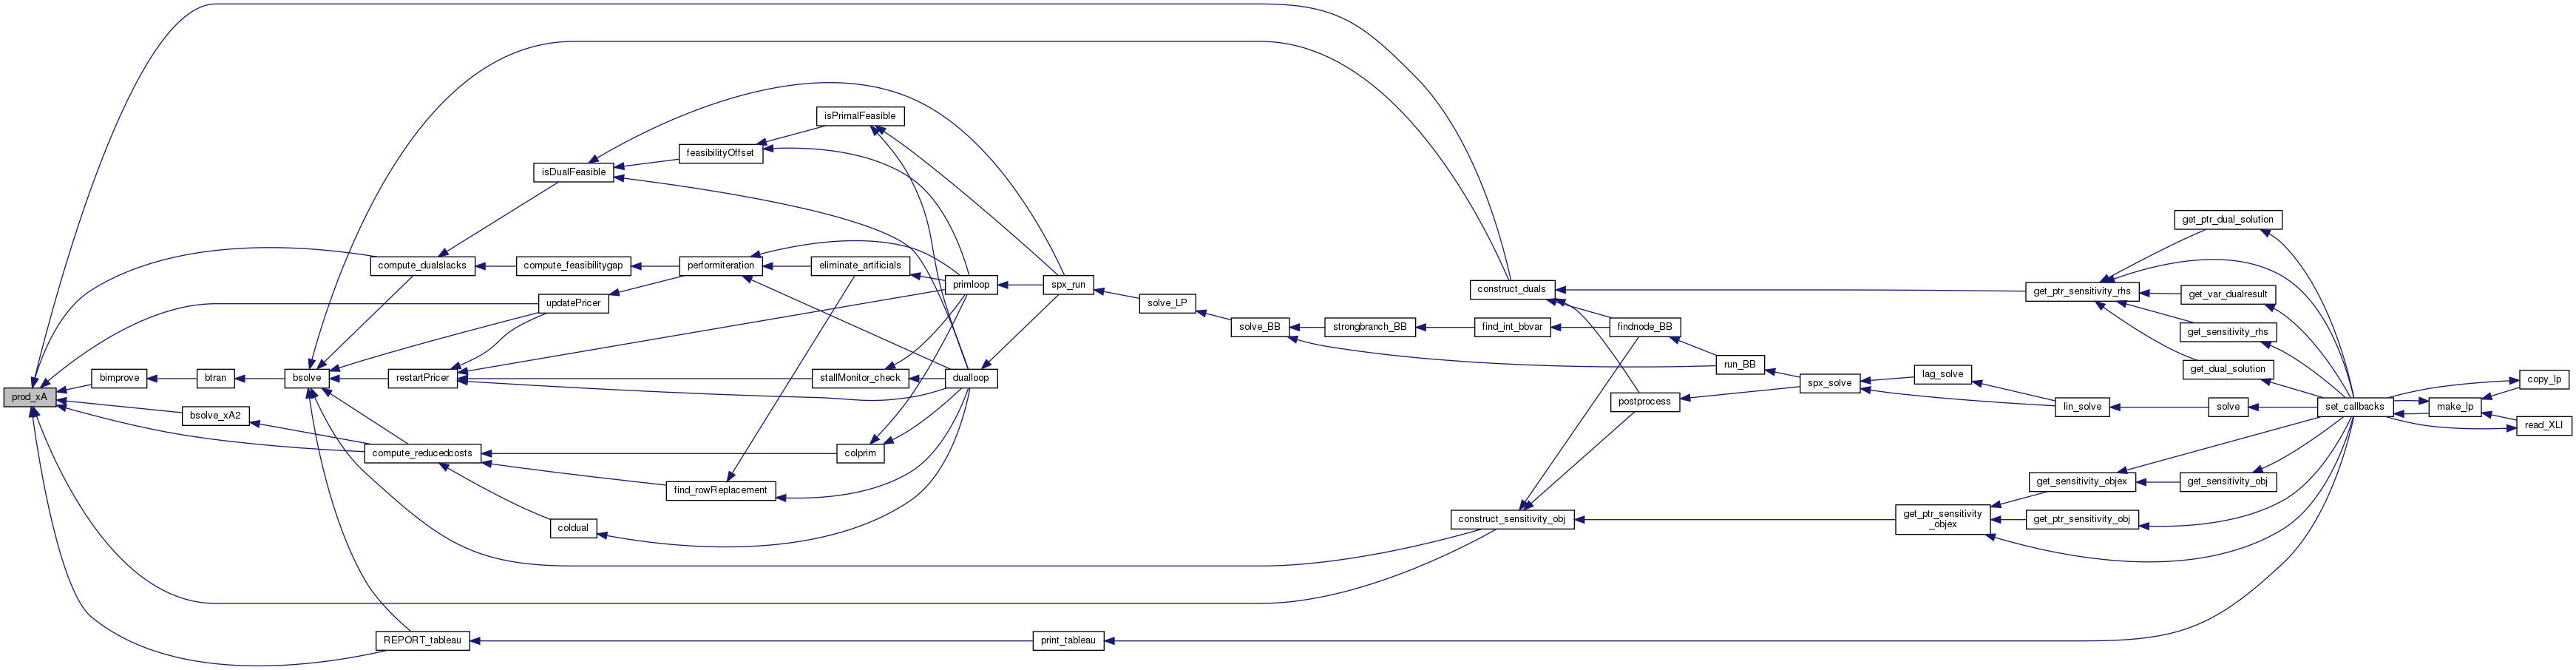 prod_xA
bimprove
bsolve_xA2
btran
bsolve
compute_dualslacks
restartPricer
compute_reducedcosts
REPORT_tableau
isDualFeasible
compute_feasibilitygap
updatePricer
coldual
feasibilityOffset
performiteration
find_rowReplacement
isPrimalFeasible
eliminate_artificials
stallMonitor_check
colprim
primloop
dualloop
spx_run
print_tableau
solve_LP
solve_BB
strongbranch_BB
construct_duals
find_int_bbvar
construct_sensitivity_obj
findnode_BB
postprocess
run_BB
spx_solve
lag_solve
get_ptr_sensitivity
_objex
get_ptr_sensitivity_rhs
lin_solve
get_sensitivity_objex
get_ptr_sensitivity_obj
get_ptr_dual_solution
get_var_dualresult
get_sensitivity_rhs
get_dual_solution
solve
get_sensitivity_obj
set_callbacks
make_lp
copy_lp
read_XLI